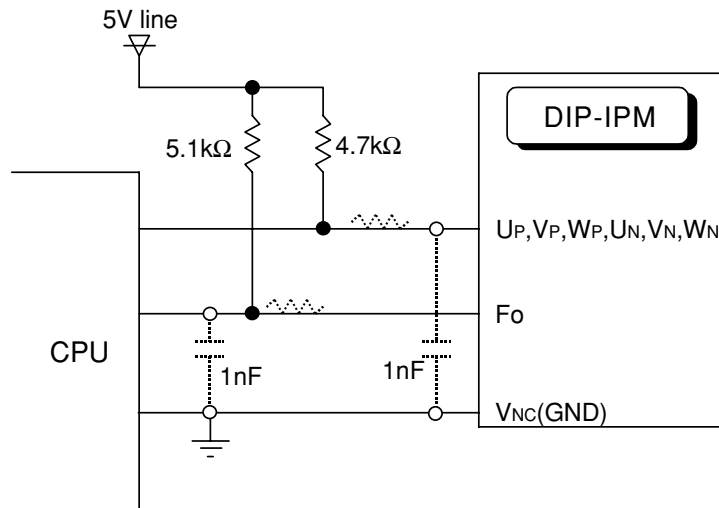 5V line
DIP-IPM
5.1kΩ
4.7kΩ
UP,VP,WP,UN,VN,WN
Fo
CPU
1nF
1nF
VNC(GND)